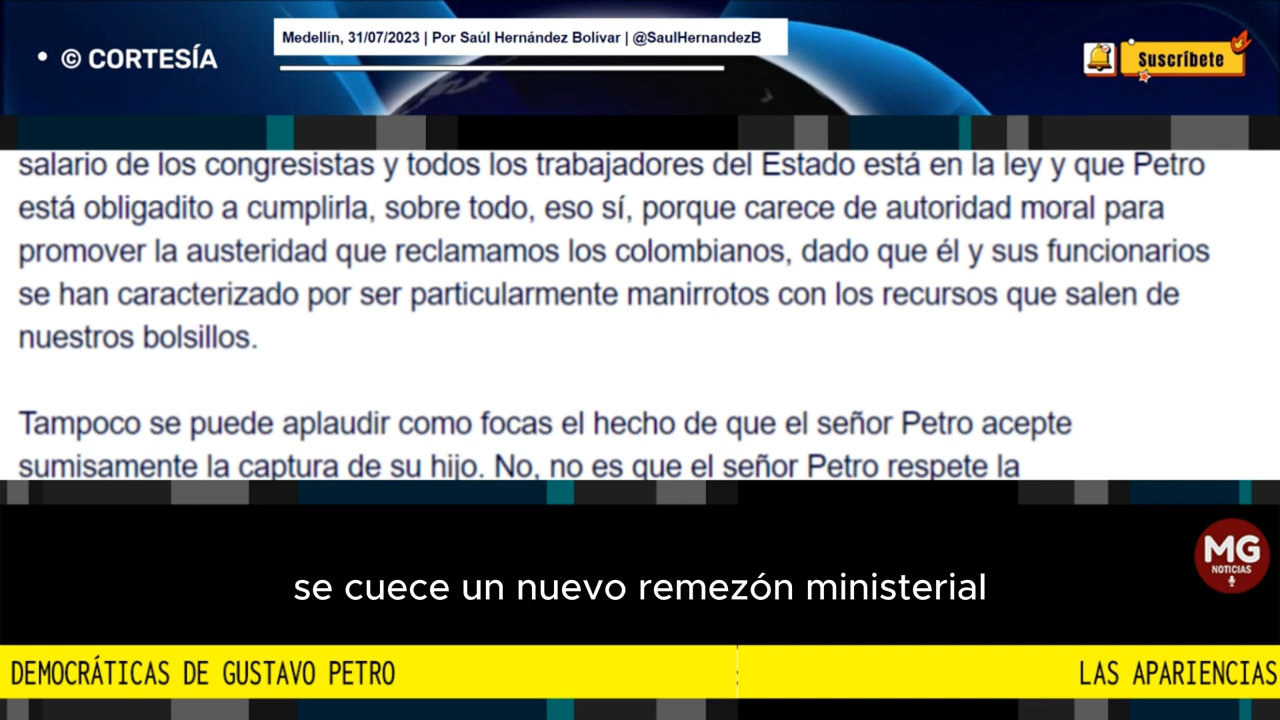 • © CORTESÍA
Medellín, 31/07/2023 | Por Saúl Hernández Bolívar | @SaulHernandezB
Suscríbete
salario de los congresistas y todos los trabajadores del Estado está en la ley y que Petro
está obligadito a cumplirla, sobre todo, eso sí, porque carece de autoridad moral para
promover la austeridad que reclamamos los colombianos, dado que él y sus funcionarios
se han caracterizado por ser particularmente manirrotos con los recursos que salen de
nuestros bolsillos.
Tampoco se puede aplaudir como focas el hecho de que el señor Petro acepte
sumisamente la captura de su hijo. No, no es que el señor Petro respete la
MG
NOTICIAS
se cuece un nuevo remezón ministerial
DEMOCRÁTICAS DE GUSTAVO PETRO
LAS APARIENCIAS